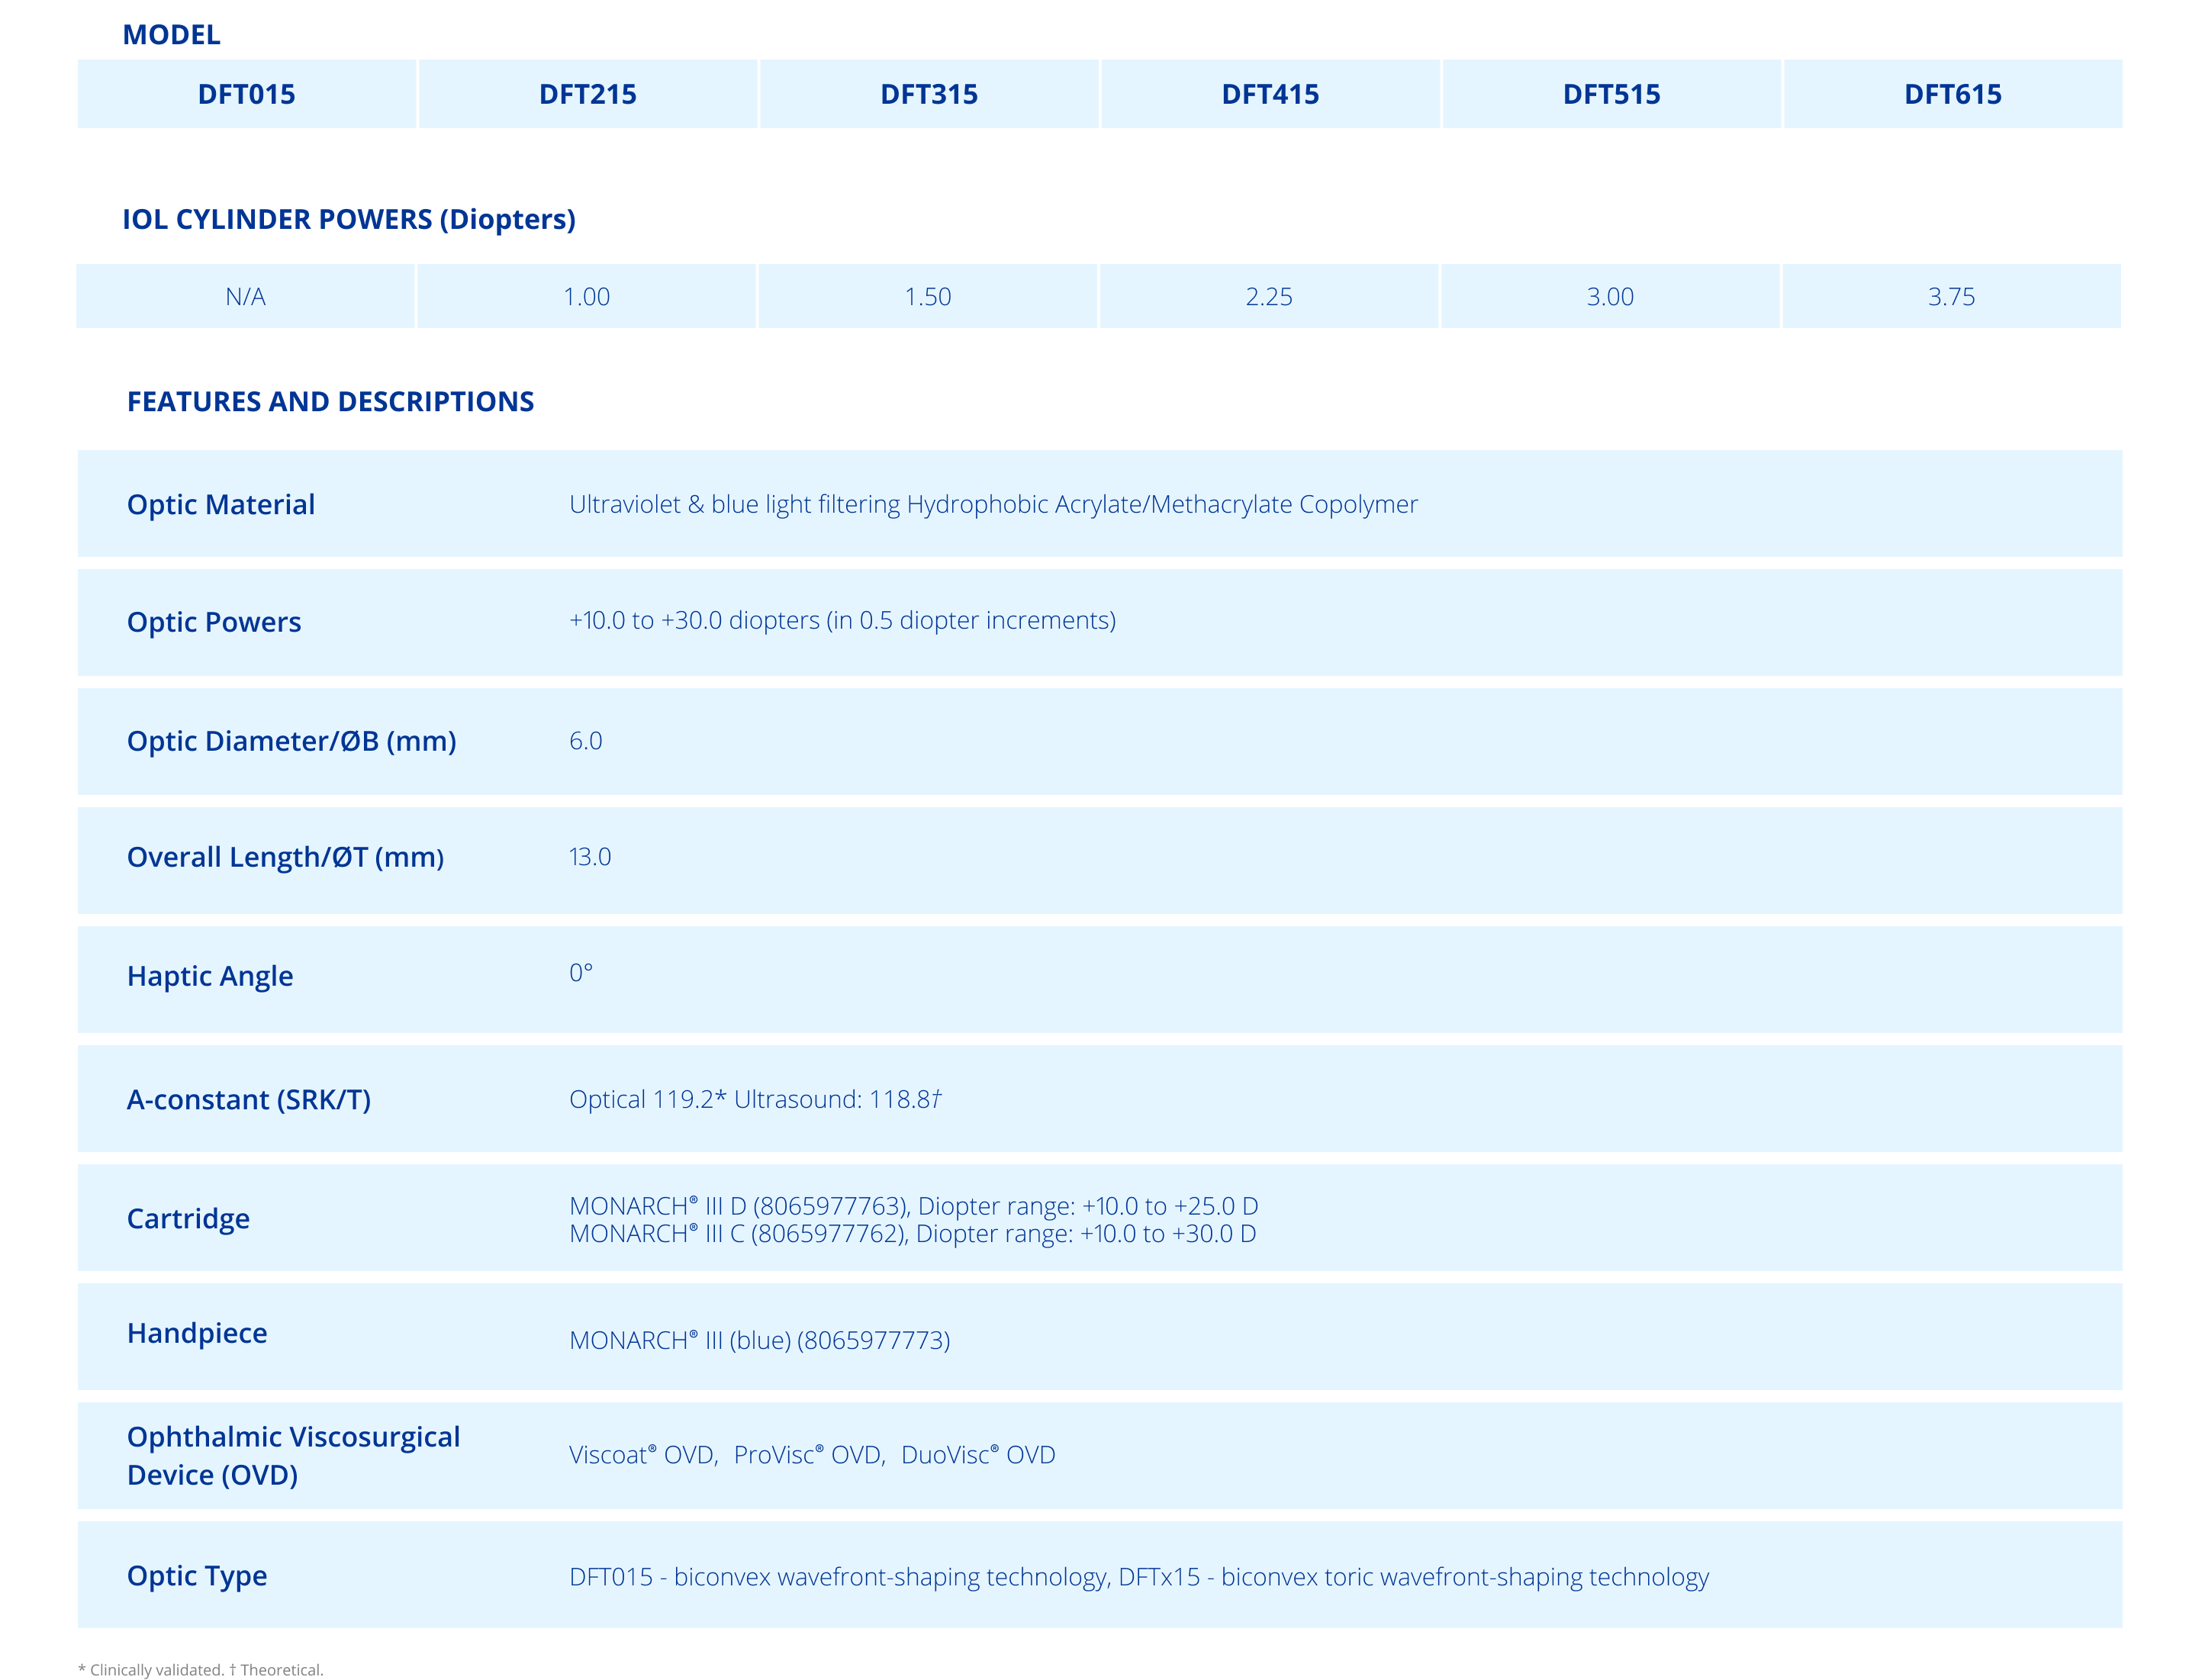 MODEL
DFT015 DFT215 DFT315 DFT415 DFT515 DFT615
IOL CYLINDER POWERS (Diopters)
N/A 1.00 1.50 2.25 3.00 3.75
FEATURES AND DESCRIPTIONS
Optic Material Ultraviolet & blue light filtering Hydrophobic Acrylate/Methacrylate Copolymer
Optic Powers +10.0 to +30.0 diopters (in 0.5 diopter increments)
Optic Diameter/ØB (mm) 6.0
Overall Length/ØT (mm) 13.0
Haptic Angle 0°
A-constant (SRK/T) Optical 119.2* Ultrasound: 118.8†
Cartridge
MONARCH® III D (8065977763), Diopter range: +10.0 to +25.0 D
MONARCH® III C (8065977762), Diopter range: +10.0 to +30.0 D
Handpiece MONARCH® III (blue) (8065977773)
Ophthalmic Viscosurgical
Device (OVD)
Viscoat® OVD, ProVisc® OVD, DuoVisc® OVD
Optic Type DFT015 - biconvex wavefront-shaping technology, DFTx15 - biconvex toric wavefront-shaping technology
* Clinically validated. † Theoretical.